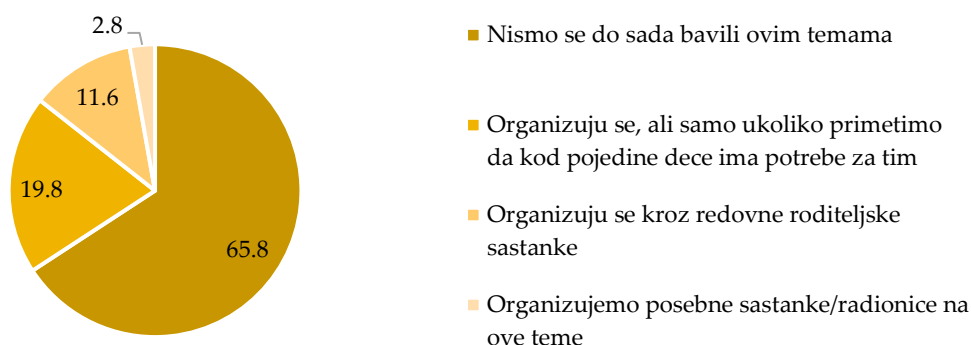 2.8
11.6
19.8
65.8
Nismo se do sada bavili ovim temama
Organizuju se, ali samo ukoliko primetimo
da kod pojedine dece ima potrebe za tim
Organizuju se kroz redovne roditeljske
sastanke
Organizujemo posebne sastanke/radionice na
ove teme